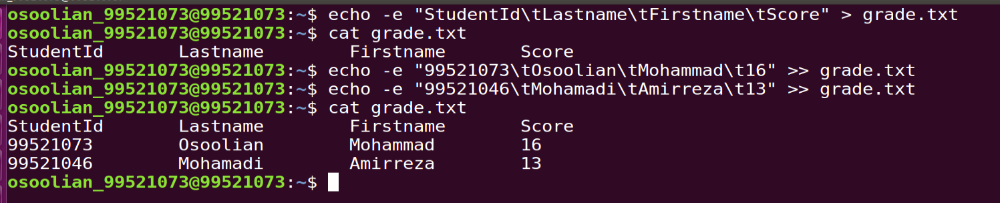 osoolian_99521073@99521073:~$ echo -e "StudentId\tLastname\tFirstname\tScore" > grade.txt
osoolian_99521073@99521073:~$ cat grade.txt
StudentId       Lastname        Firstname       Score
osoolian_99521073@99521073:~$ echo -e "99521073\tOsoolian\tMohammad\t16" >> grade.txt
osoolian_99521073@99521073:~$ echo -e "99521046\tMohamadi\tAmirreza\t13" >> grade.txt
osoolian_99521073@99521073:~$ cat grade.txt
StudentId       Lastname        Firstname       Score
99521073        Osoolian        Mohammad        16
99521046        Mohamadi        Amirreza        13
osoolian_99521073@99521073:~$